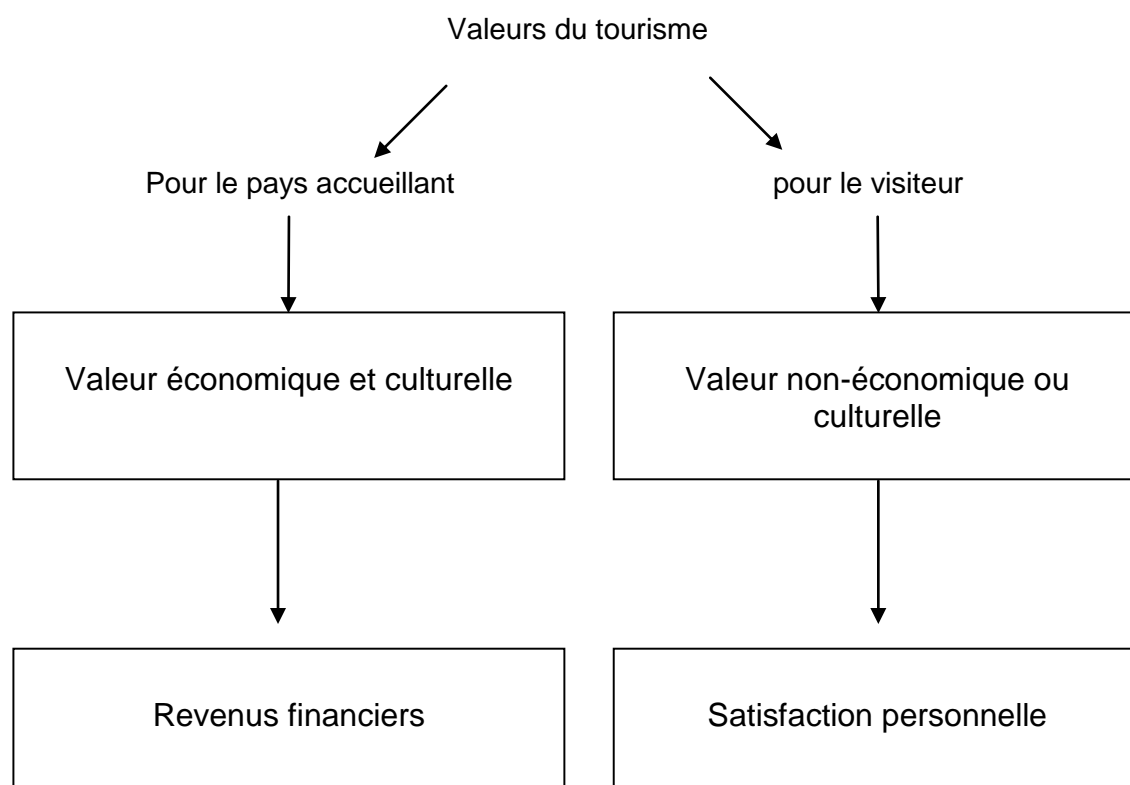 Valeurs du tourisme
Pour le pays accueillant
pour le visiteur
Valeur économique et culturelle
Valeur non-économique ou
culturelle
Revenus financiers
Satisfaction personnelle